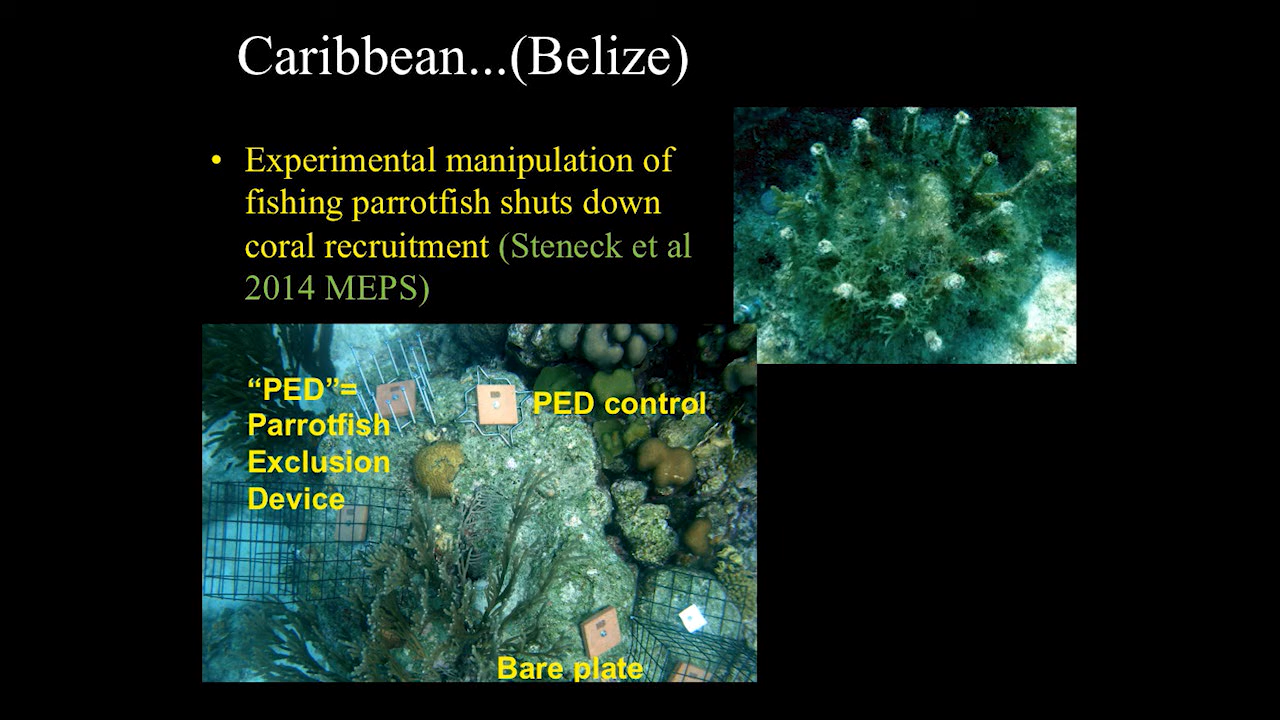 Caribbean...(Belize)
• Experimental manipulation of
fishing parrotfish shuts down
coral recruitment (Steneck et al
2014 MEPS)
“PED”=
Parrotfish
Exclusion
Device
PED control
Bare plate